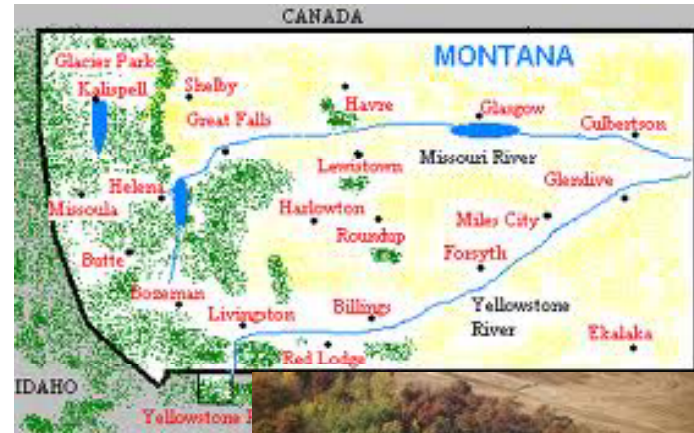 CANADA
MONTANA
Glacier Park
Kalispell
Shelby
Havre
Glasgow
Great Falls
Culbertson
Lewistown
Missouri River
Helena
Glendive
Missoula
Harlowton
Miles City
Roundup
Butte
Forsyth
Bozeman
Livingston
Billings
Yellowstone
River
Ekalaka
Red Lodge
IDAHO
Yellowstone